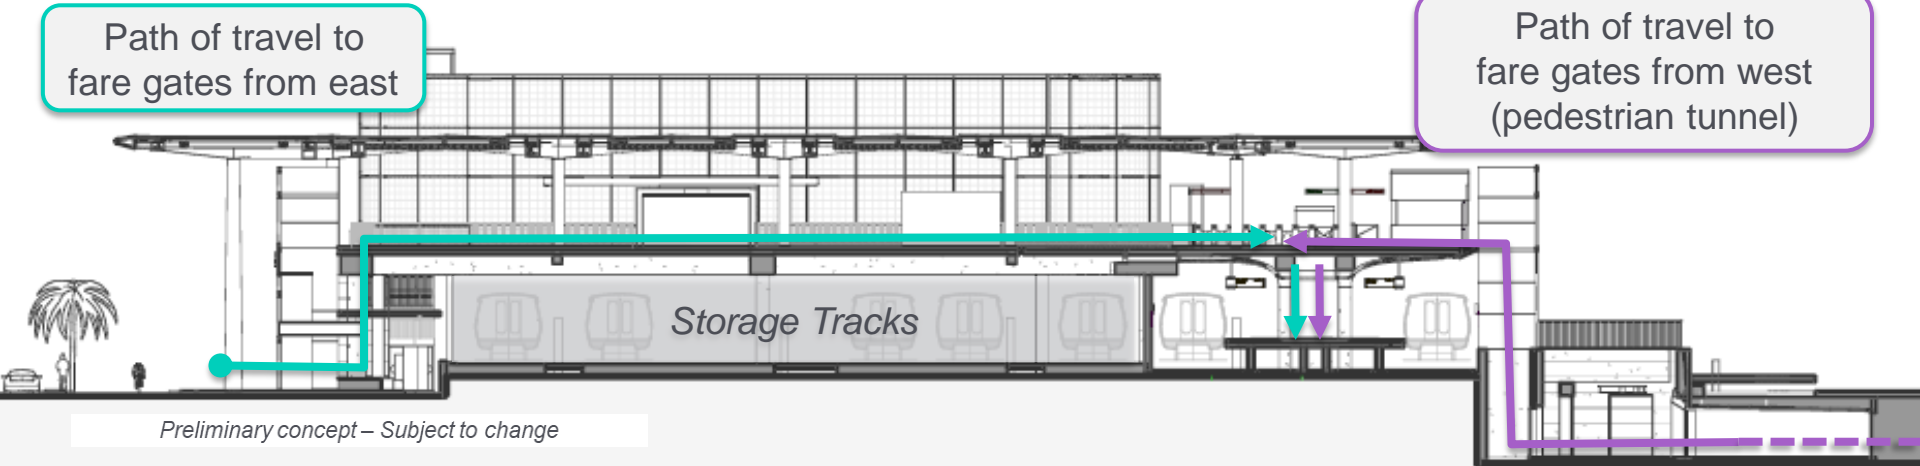 Path of travel to
fare gates from east
Path of travel to
fare gates from west
(pedestrian tunnel)
Storage Tracks
Preliminary concept – Subject to change